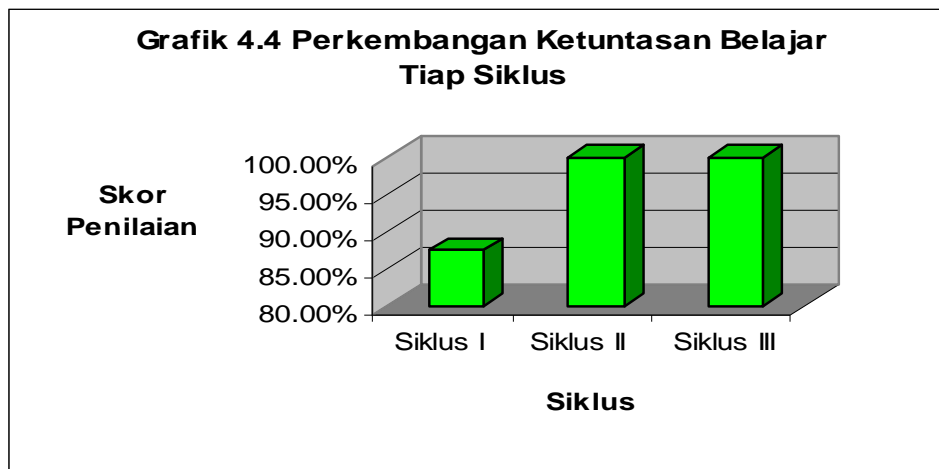 Grafik 4.4 Perkembangan Ketuntasan Belajar
Tiap Siklus
Skor
Penilaian
100.00%
95.00%
90.00%
85.00%
80.00%
Siklus I Siklus II Siklus III
Siklus